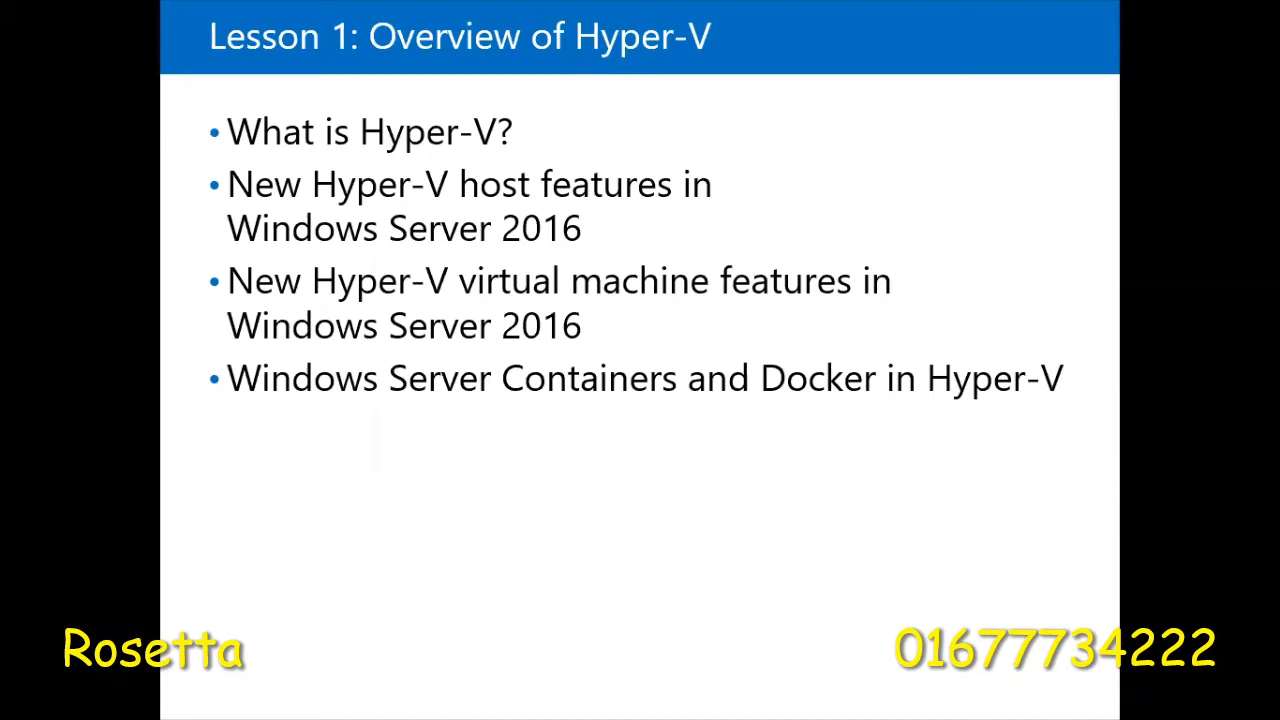 Lesson 1: Overview of Hyper-V
• What is Hyper-V?
• New Hyper-V host features in
Windows Server 2016
• New Hyper-V virtual machine features in
Windows Server 2016
• Windows Server Containers and Docker in Hyper-V
Rosetta
01677734222